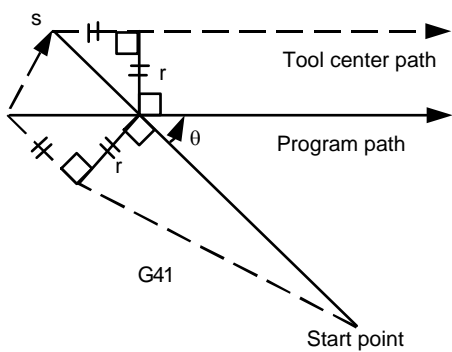 s
r
Tool center path
θ
Program path
r
G41
Start point